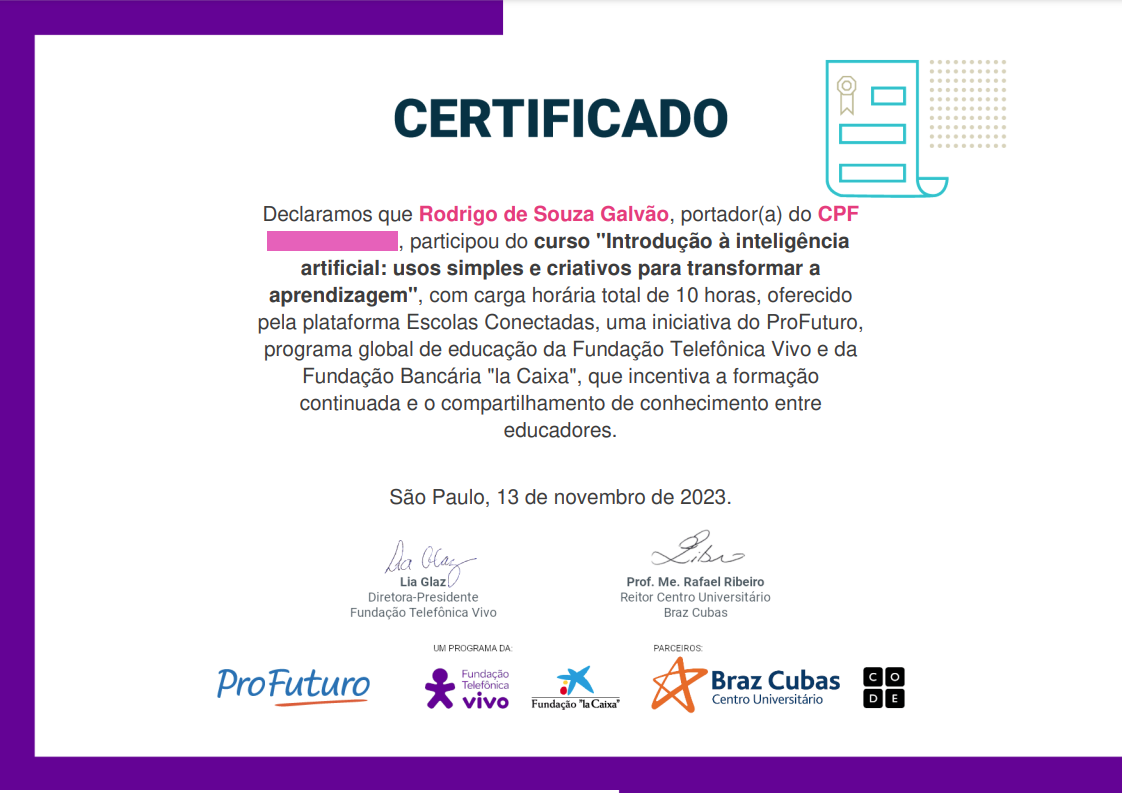 CERTIFICADO
Declaramos que Rodrigo de Souza Galvão, portador(a) do CPF
, participou do curso "Introdução à inteligência
artificial: usos simples e criativos para transformar a
aprendizagem", com carga horária total de 10 horas, oferecido
pela plataforma Escolas Conectadas, uma iniciativa do ProFuturo,
programa global de educação da Fundação Telefônica Vivo e da
Fundação Bancária "la Caixa", que incentiva a formação
continuada e o compartilhamento de conhecimento entre
educadores.
São Paulo, 13 de novembro de 2023.
Lia Glaz
Lia Glaz
Diretora-Presidente
Fundação Telefônica Vivo
Ribeiro
Prof. Me. Rafael Ribeiro
Reitor Centro Universitário
Braz Cubas
UM PROGRAMA DA:
PARCEIROS:
ProFuturo
Fundação
Telefônica
vivo
Fundação "la Caixa"
Braz Cubas
Centro Universitário
C O
D E